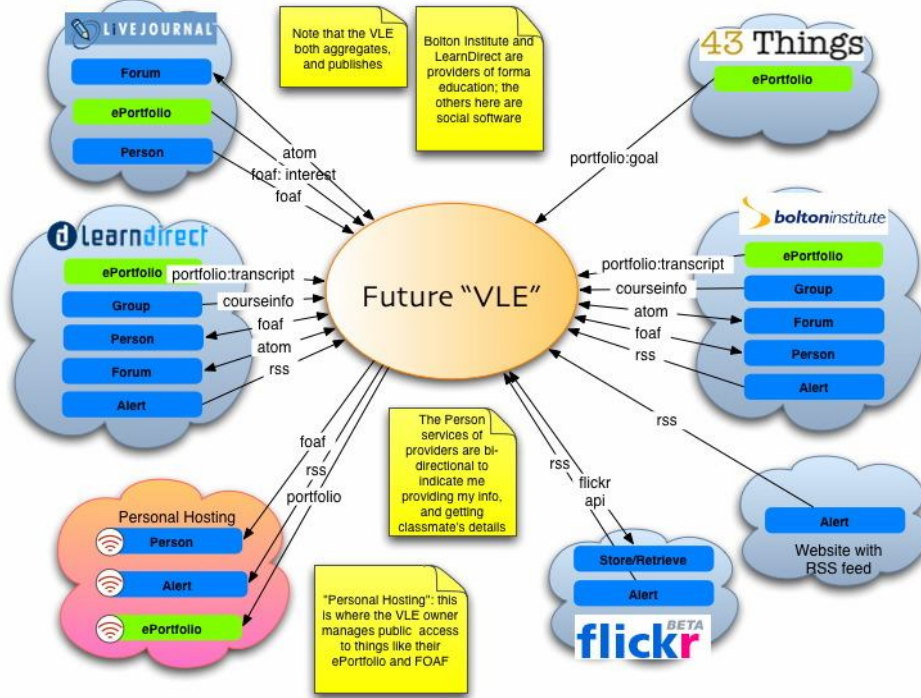 LIVEJOURNAL
Forum
ePortfolio
Person
Note that the VLE
both aggregates,
and publishes
Bolton Institute and
LearnDirect are
providers of forma
education; the
others here are
social software
43 Things
ePortfolio
atom
foaf: interest
foaf
portfolio:goal
learndirect
ePortfolio
Group
Person
Forum
Alert
portfolio:transcript
courseinfo
foaf
atom
rss
Future "VLE"
boltoninstitute
ePortfolio
Group
Forum
Person
Alert
portfolio:transcript
courseinfo
atom
foaf
rss
foaf
rss
portfolio
The Person
services of
providers are bi-
directional to
indicate me
providing my info,
and getting
classmate's details
rss
flickr
api
rss
Personal Hosting
Person
Alert
ePortfolio
"Personal Hosting": this
is where the VLE owner
manages public access
to things like their
ePortfolio and FOAF
Store/Retrieve
Alert
flickr
BETA
Alert
Website with
RSS feed